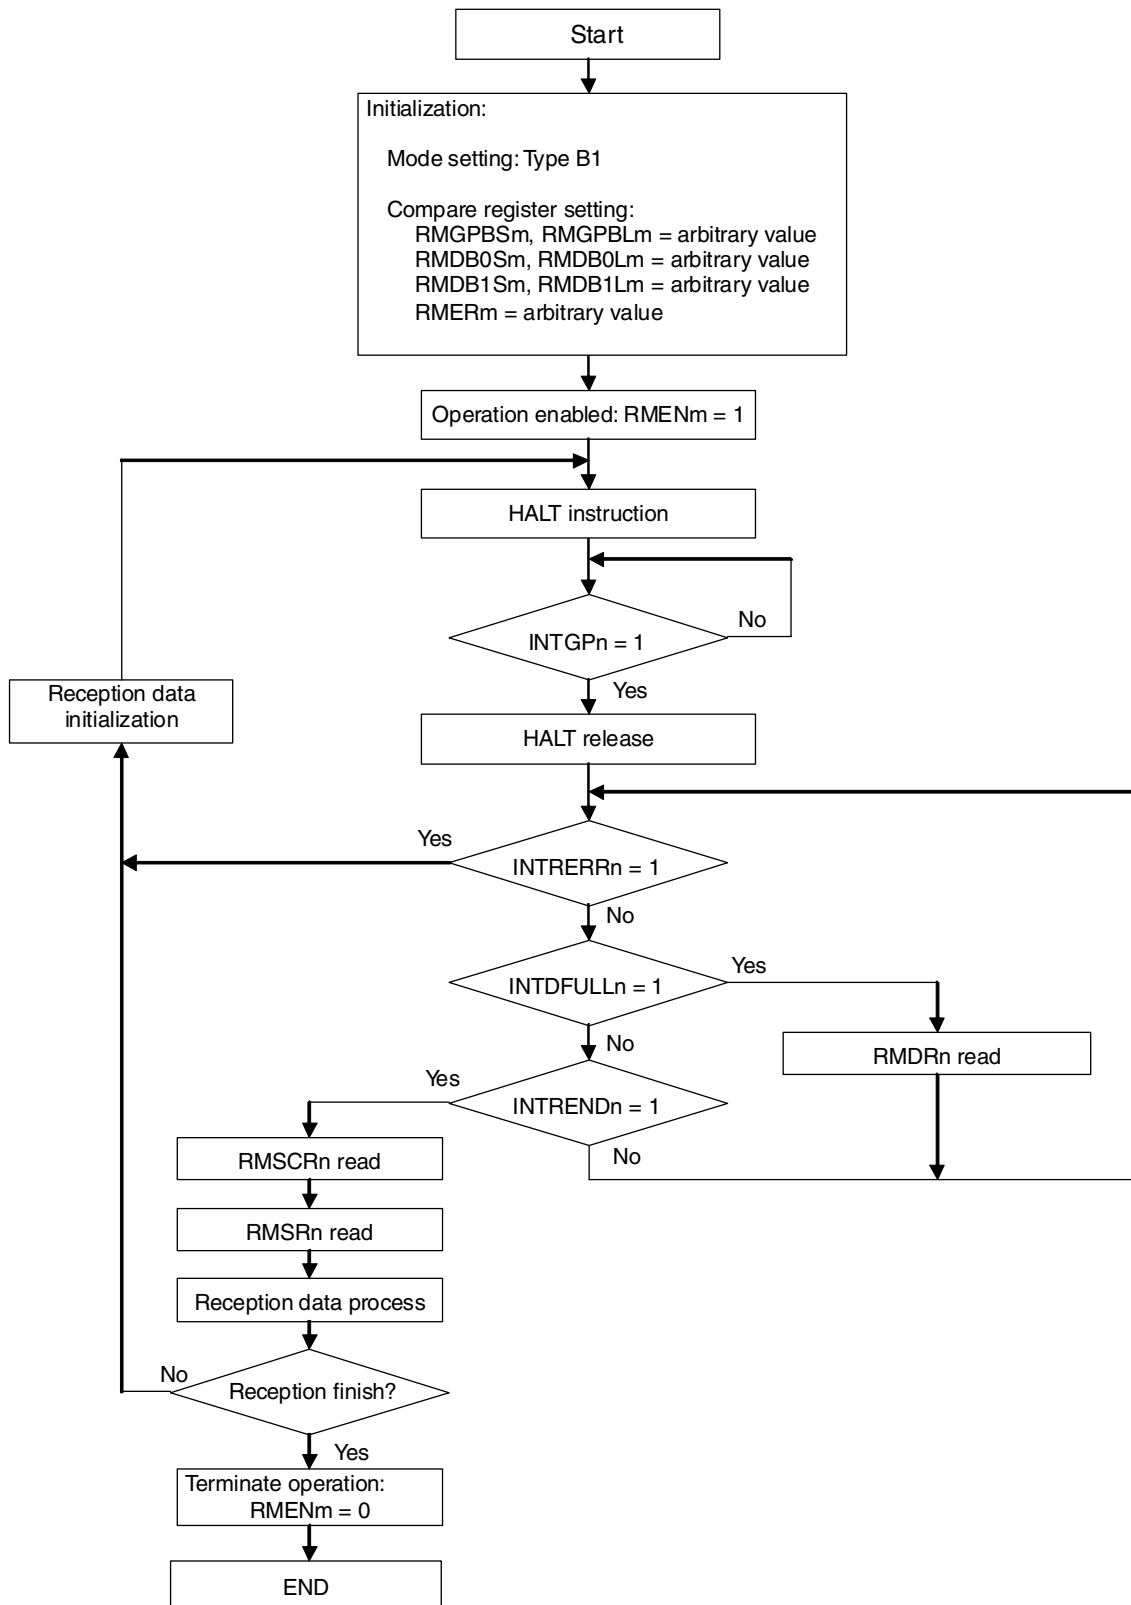 Start
Initialization:
Mode setting: Type B1
Compare register setting:
RMGPBSm, RMGPBLm = arbitrary value
RMDB0Sm, RMDB0Lm = arbitrary value
RMDB1Sm, RMDB1Lm = arbitrary value
RMERm = arbitrary value
Operation enabled: RMENm = 1
HALT instruction
INTGPn = 1
No
Yes
Reception data
initialization
HALT release
Yes
INTRERRn = 1
No
INTDFULLn = 1
Yes
No
RMDRn read
Yes
INTRENDn = 1
No
RMSCRn read
RMSRn read
Reception data process
No
Reception finish?
Yes
Terminate operation:
RMENm = 0
END